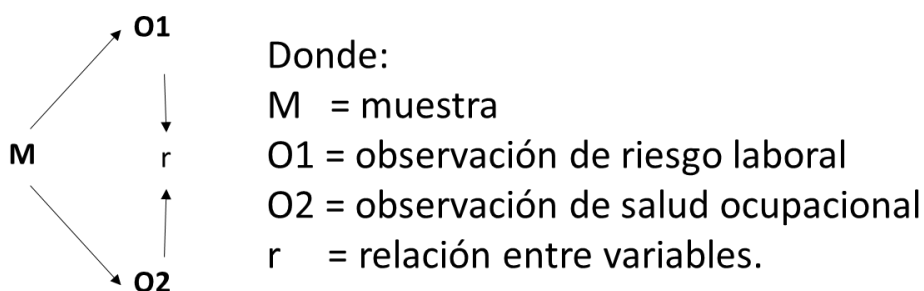 O1
Donde:
M = muestra
M
r
O1 = observación de riesgo laboral
O2 = observación de salud ocupacional
r = relación entre variables.
O2